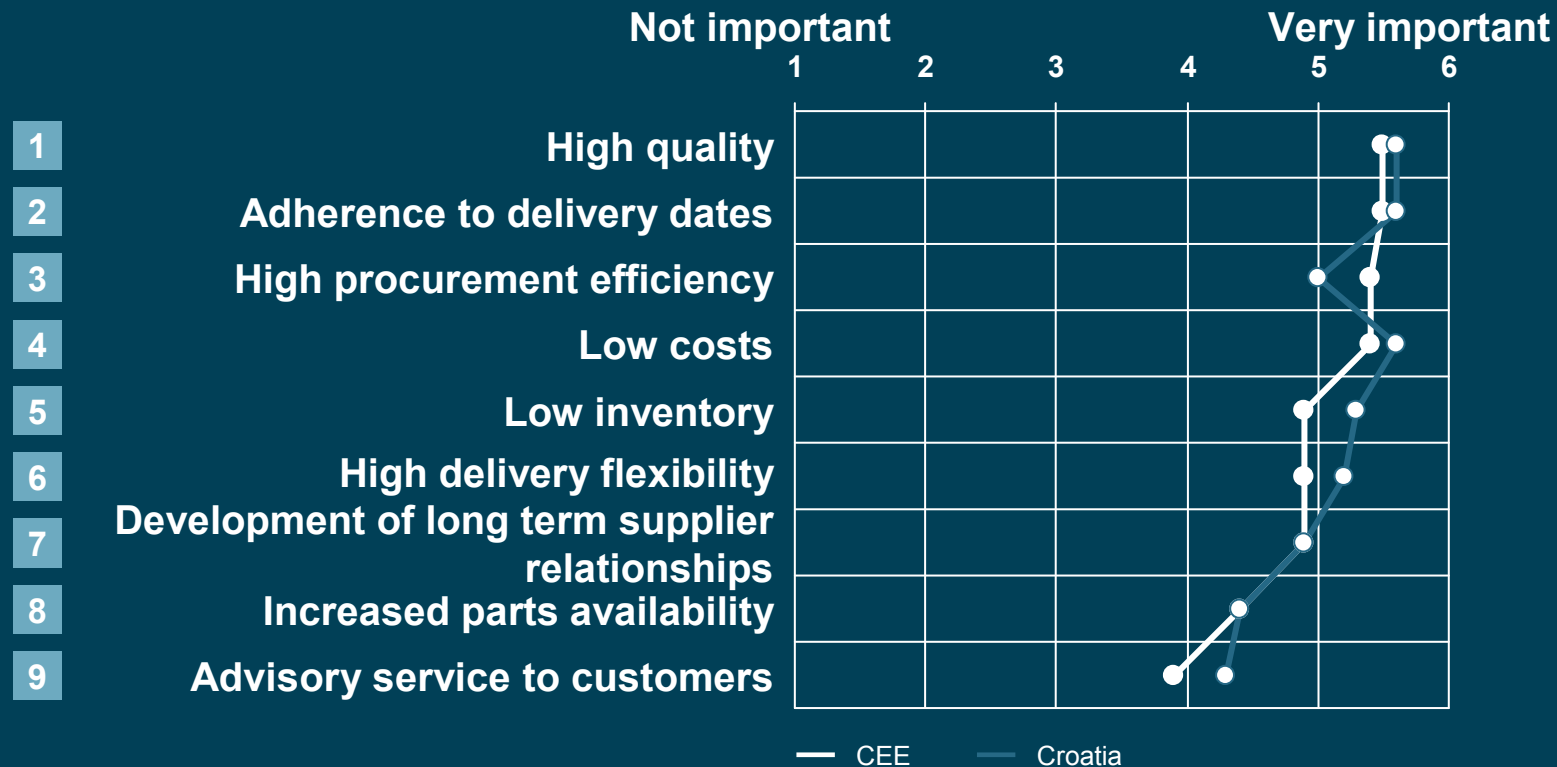 Not important Very important
1 2 3 4 5 6
1 High quality
2 Adherence to delivery dates
3 High procurement efficiency
4 Low costs
5 Low inventory
6 High delivery flexibility
7 Development of long term supplier
relationships
8 Increased parts availability
9 Advisory service to customers
CEE Croatia